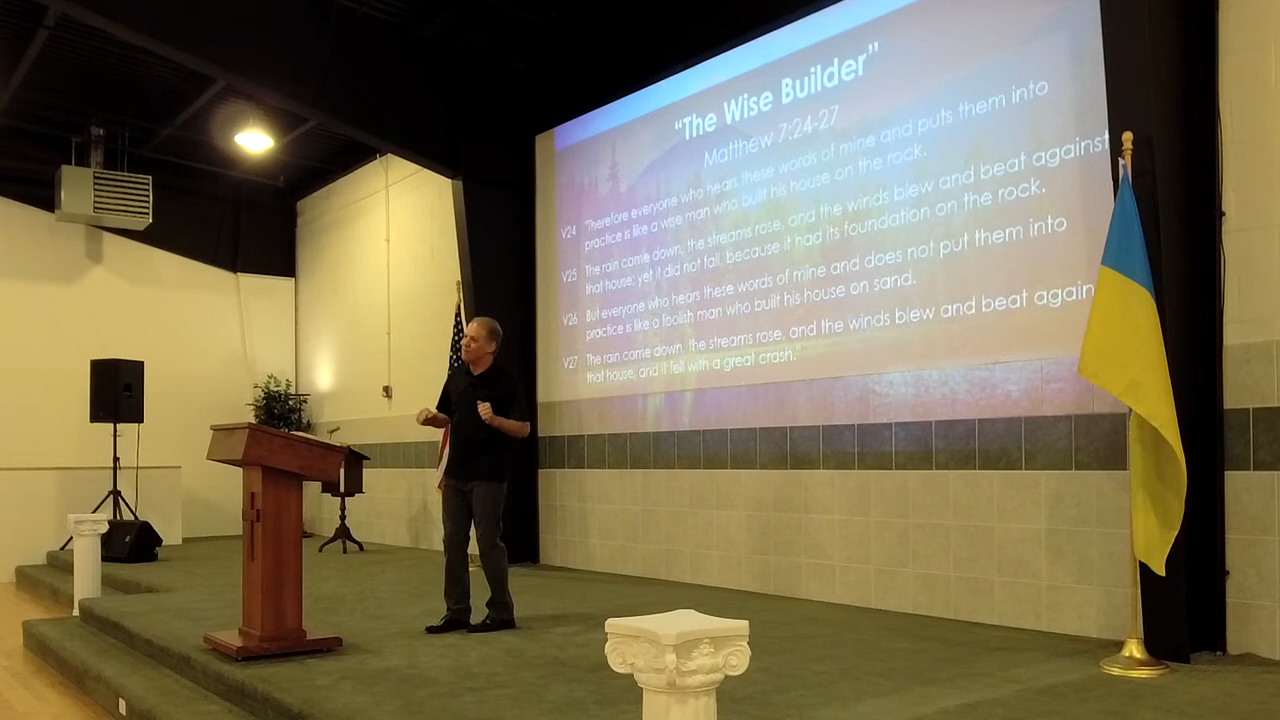 "The Wise Builder"
Matthew 7:24-27
V24 "Therefore everyone who hears these words of mine and puts them into
practice is like a wise man who built his house on the rock.
V25 The rain came down, the streams rose, and the winds blew and beat against
that house; yet it did not fall, because it had its foundation on the rock.
V26 But everyone who hears these words of mine and does not put them into
practice is like a foolish man who built his house on sand.
V27 The rain came down, the streams rose, and the winds blew and beat again
that house, and it fell with a great crash."